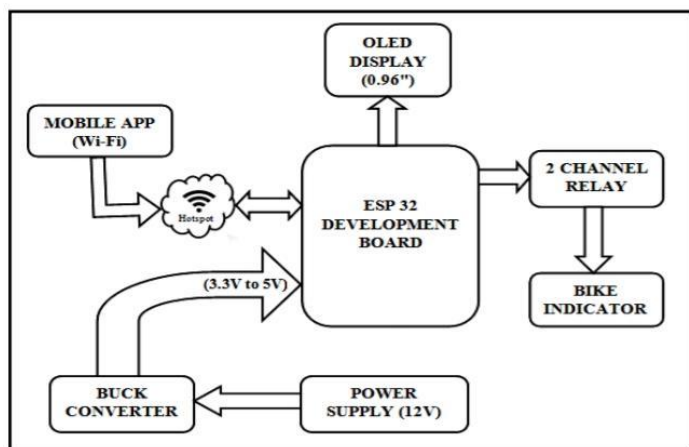 OLED
DISPLAY
(0.96")
MOBILE APP
(Wi-Fi)
Hotspot
ESP 32
DEVELOPMENT
BOARD
2 CHANNEL
RELAY
(3.3V to 5V)
BIKE
INDICATOR
BUCK
CONVERTER
POWER
SUPPLY (12V)